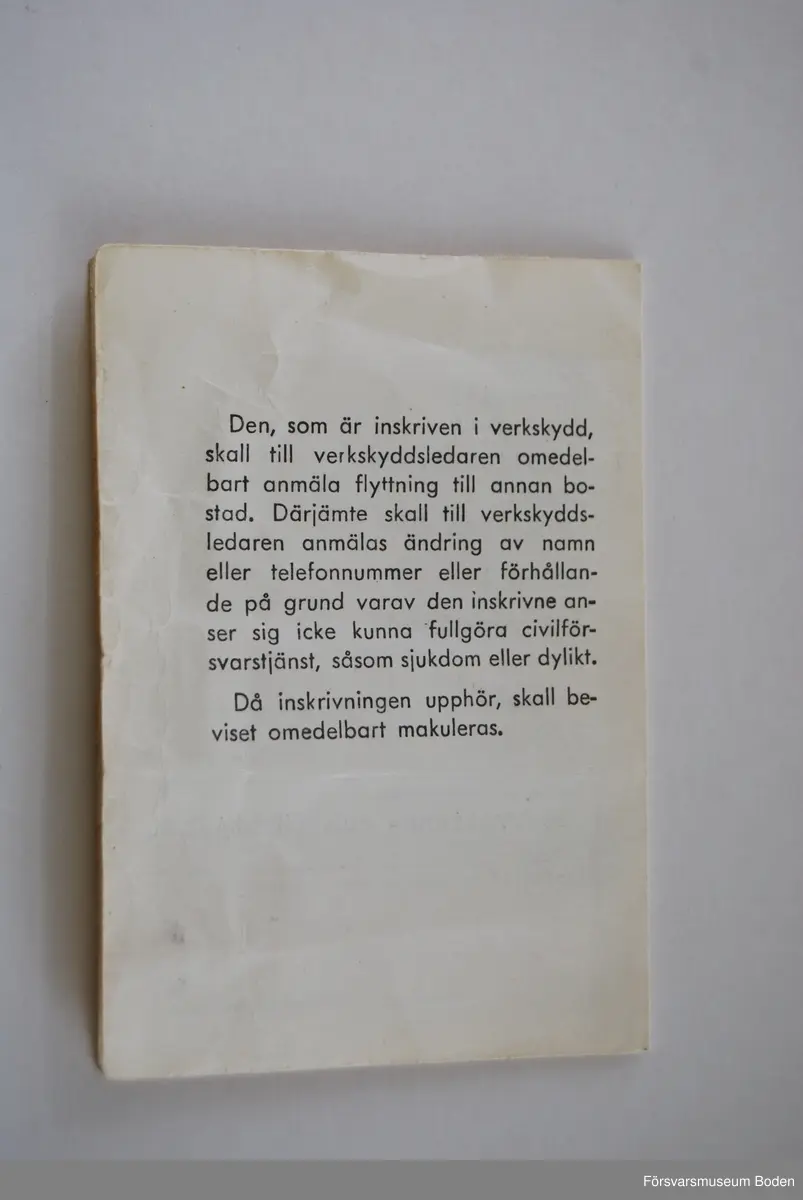 Den, som är inskriven i verkskydd,
skall till verkskyddsledaren omedel-
bart anmäla flyttning till annan bo-
stad. Därjämte skall till verkskydds-
ledaren anmälas ändring av namn
eller telefonnummer eller förhållan-
de på grund varav den inskrivne an-
ser sig icke kunna fullgöra civilför-
svarstjänst, såsom sjukdom eller dylikt.
Då inskrivningen upphör, skall be-
viset omedelbart makuleras.
Försvarsmuseum Boden